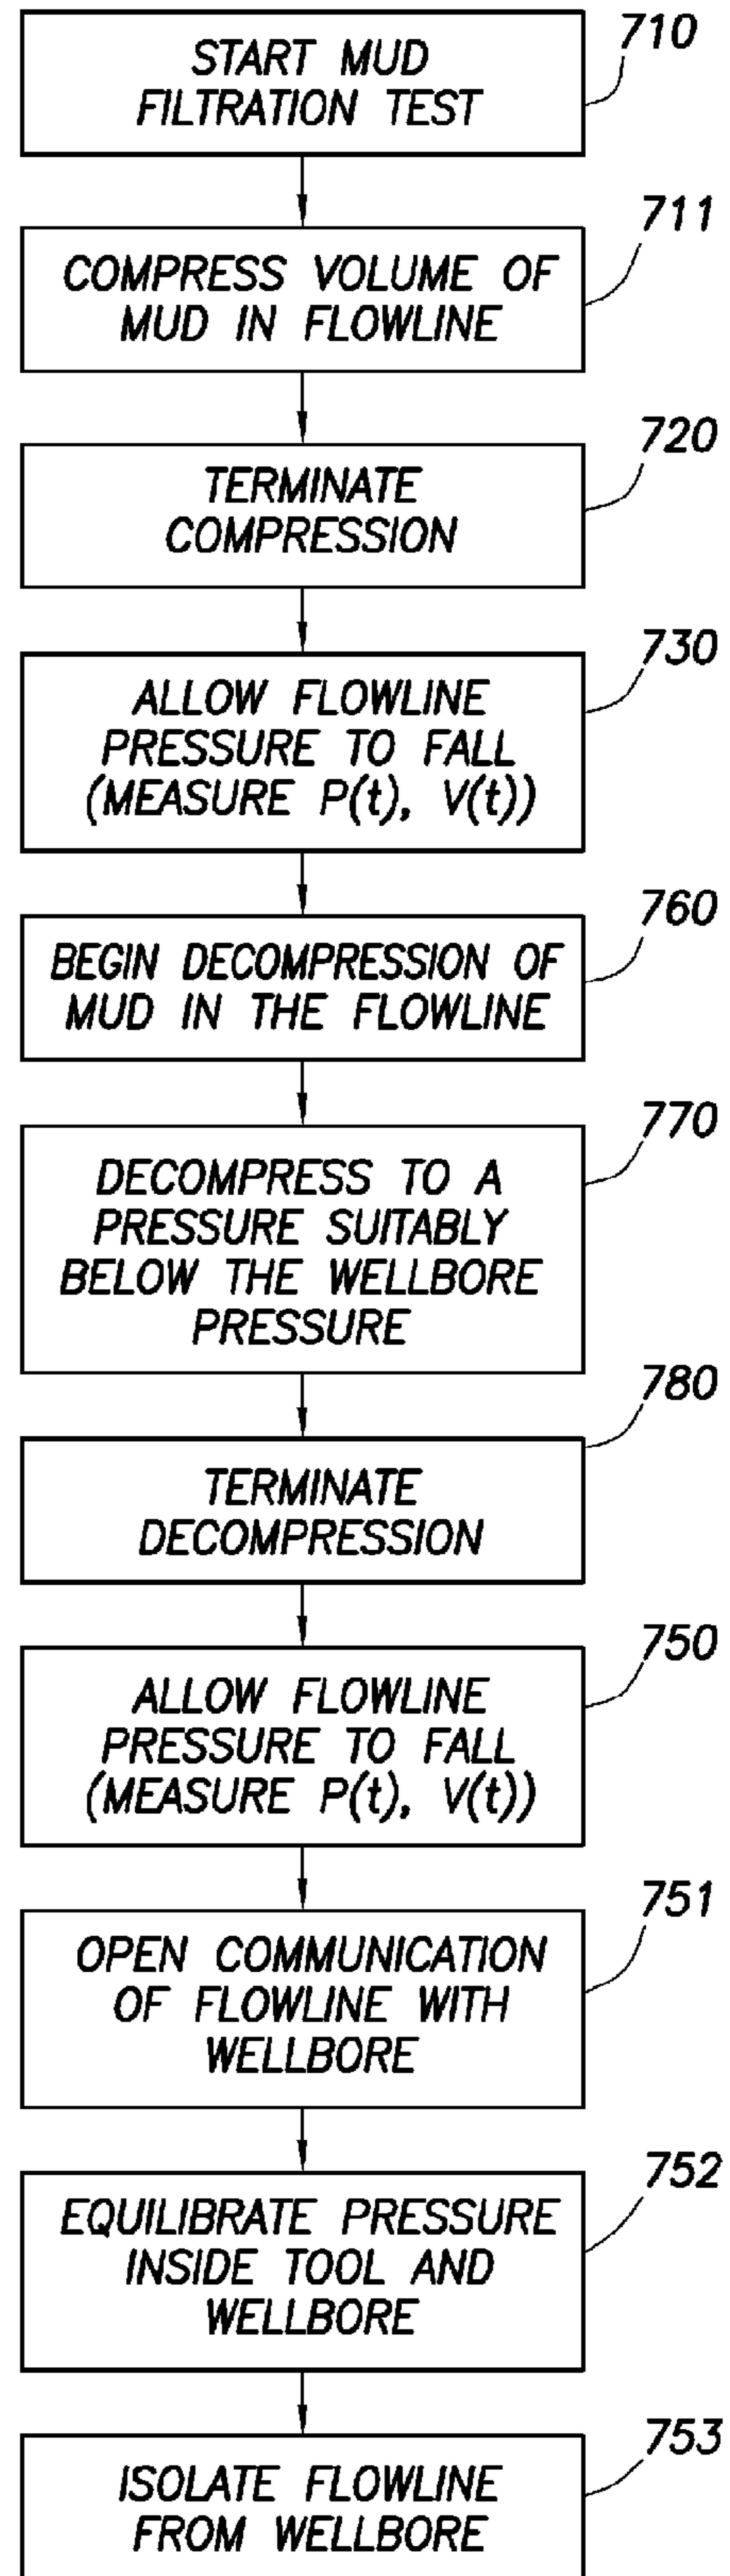 710
START MUD
FILTRATION TEST
711
COMPRESS VOLUME OF
MUD IN FLOWLINE
720
TERMINATE
COMPRESSION
730
ALLOW FLOWLINE
PRESSURE TO FALL
(MEASURE P(t), V(t))
760
BEGIN DECOMPRESSION OF
MUD IN THE FLOWLINE
770
DECOMPRESS TO A
PRESSURE SUITABLY
BELOW THE WELLBORE
PRESSURE
780
TERMINATE
DECOMPRESSION
750
ALLOW FLOWLINE
PRESSURE TO FALL
(MEASURE P(t), V(t))
751
OPEN COMMUNICATION
OF FLOWLINE WITH
WELLBORE
752
EQUILIBRATE PRESSURE
INSIDE TOOL AND
WELLBORE
753
ISOLATE FLOWLINE
FROM WELLBORE